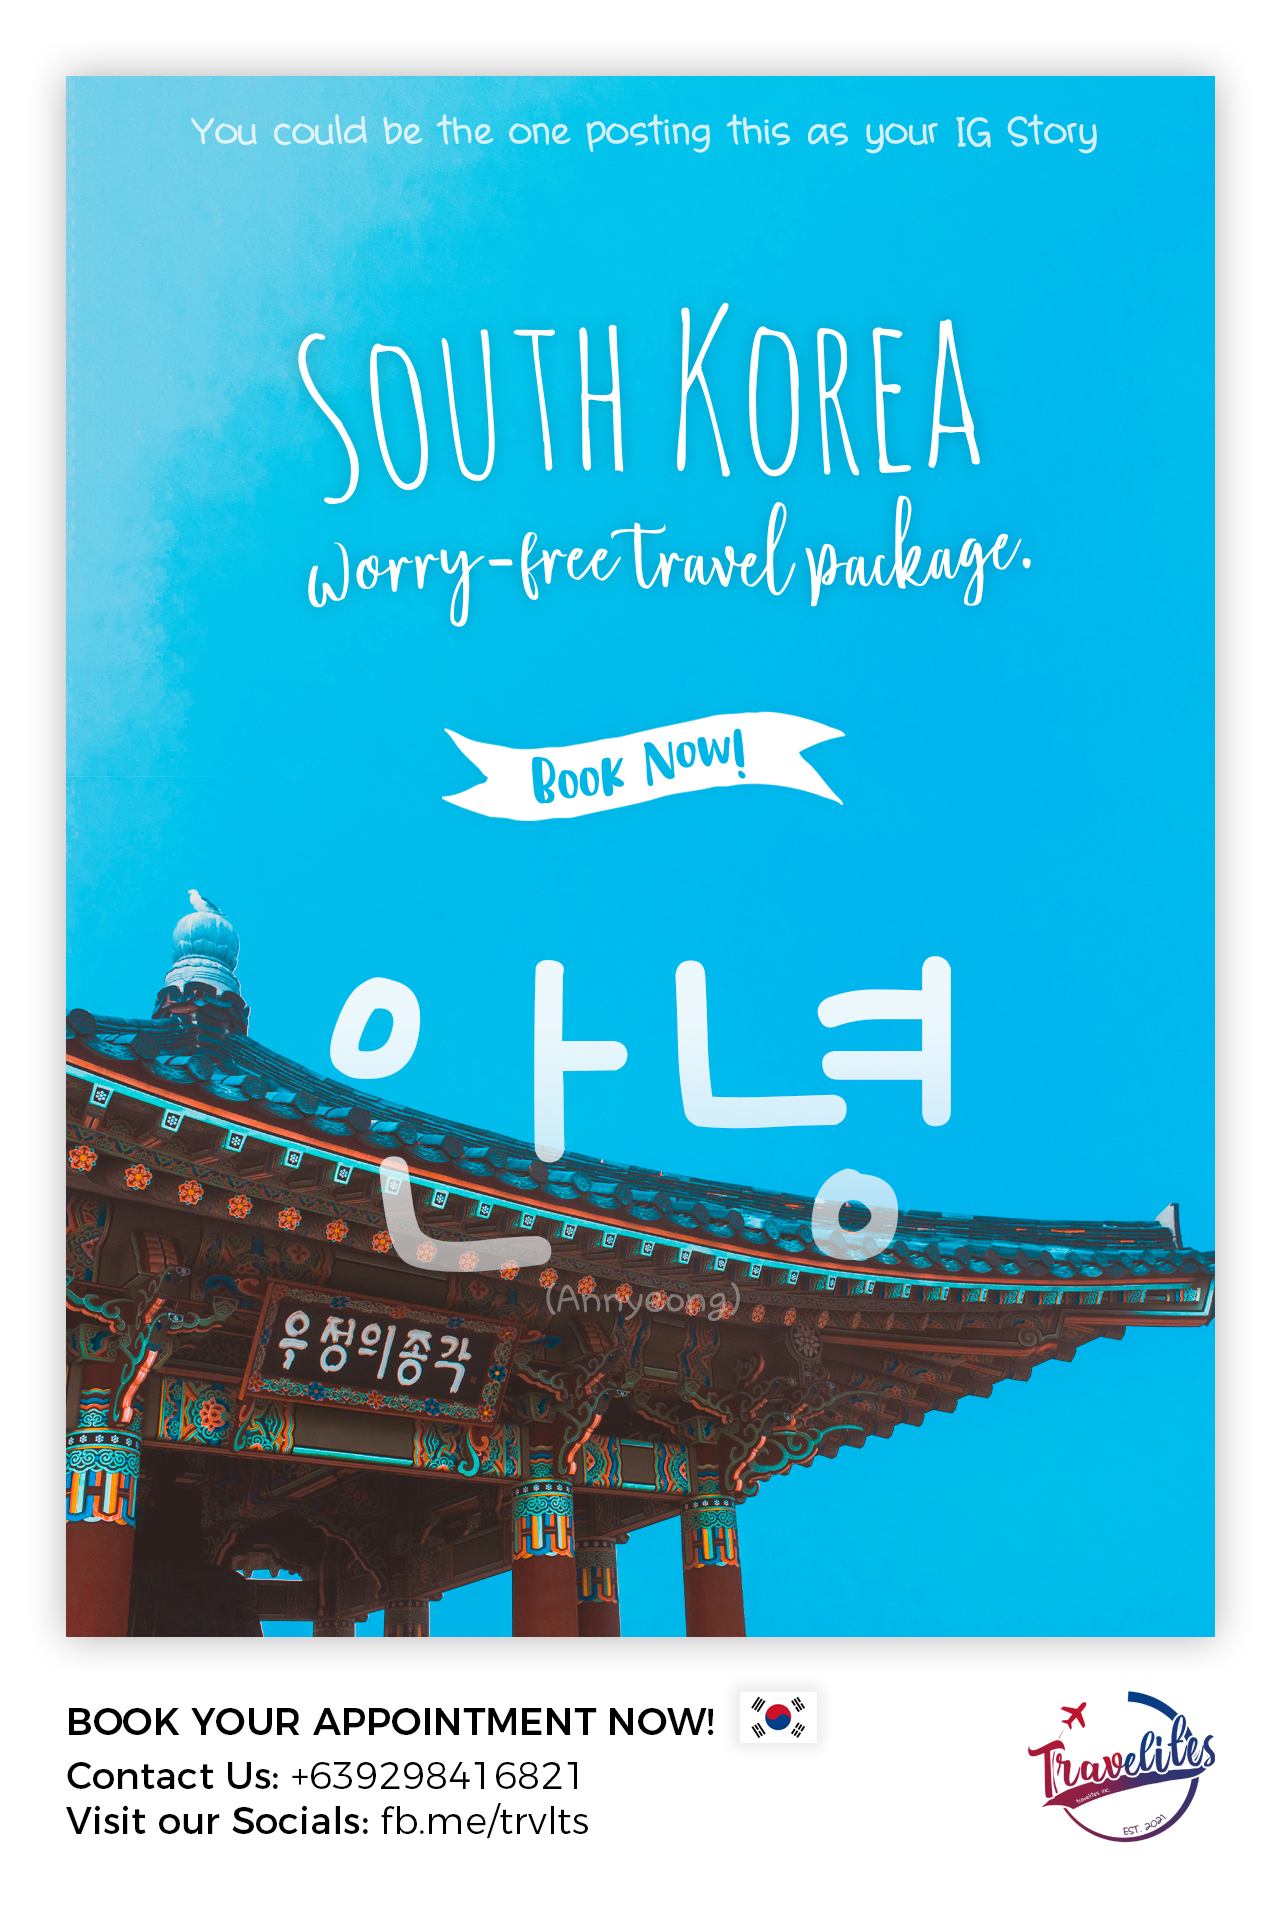 You could be the one posting this as your IG Story
SOUTH KOREA
worry-free travel package.
BOOK NOW!
안녕
(Annyeong)
우정의종각
BOOK YOUR APPOINTMENT NOW!
Contact Us: +639298416821
Visit our Socials: fb.me/trvlts
Travelites
travelites inc.
EST. 2021